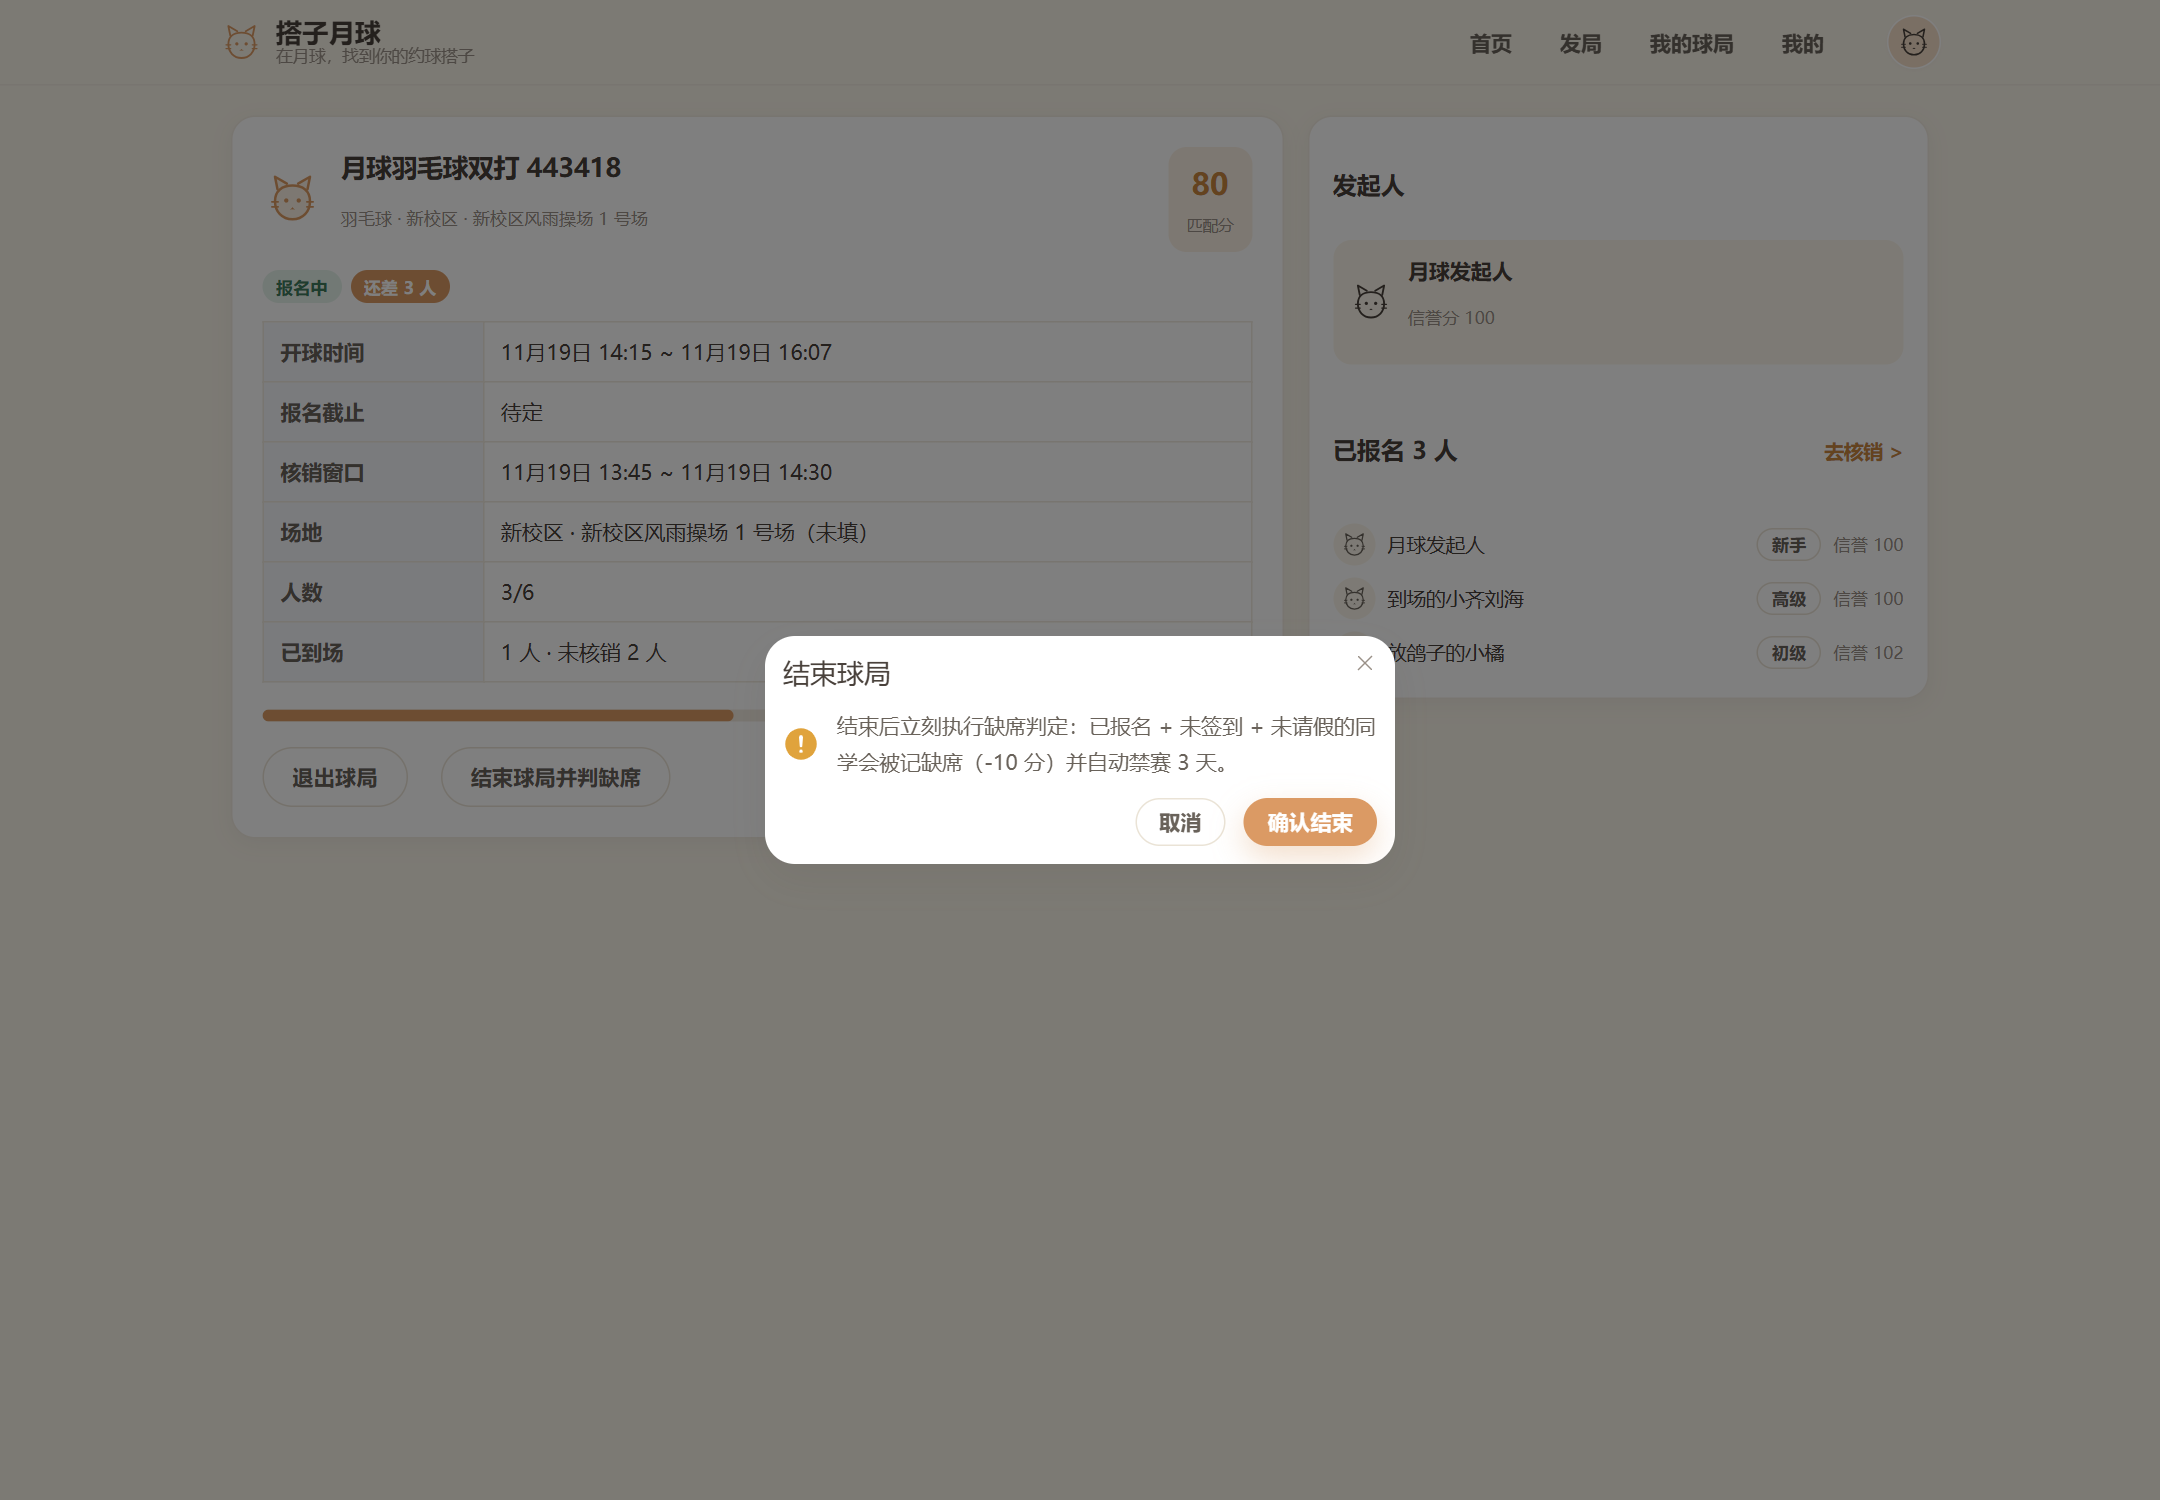 搭子月球
在月球，找到你的约球搭子
首页
发局
我的球局
我的
月球羽毛球双打 443418
羽毛球 · 新校区 · 新校区风雨操场 1 号场
80
匹配分
报名中
还差 3 人
开球时间
11月19日 14:15 ~ 11月19日 16:07
报名截止
待定
核销窗口
11月19日 13:45 ~ 11月19日 14:30
场地
新校区 · 新校区风雨操场 1 号场（未填）
人数
3/6
已到场
1 人 · 未核销 2 人
退出球局
结束球局并判缺席
发起人
月球发起人
信誉分 100
已报名 3 人
去核销 >
月球发起人
新手
信誉 100
到场的小齐刘海
高级
信誉 100
放鸽子的小橘
初级
信誉 102
结束球局
结束后立刻执行缺席判定：已报名 + 未签到 + 未请假的同
学会被记缺席（-10 分）并自动禁赛 3 天。
取消
确认结束